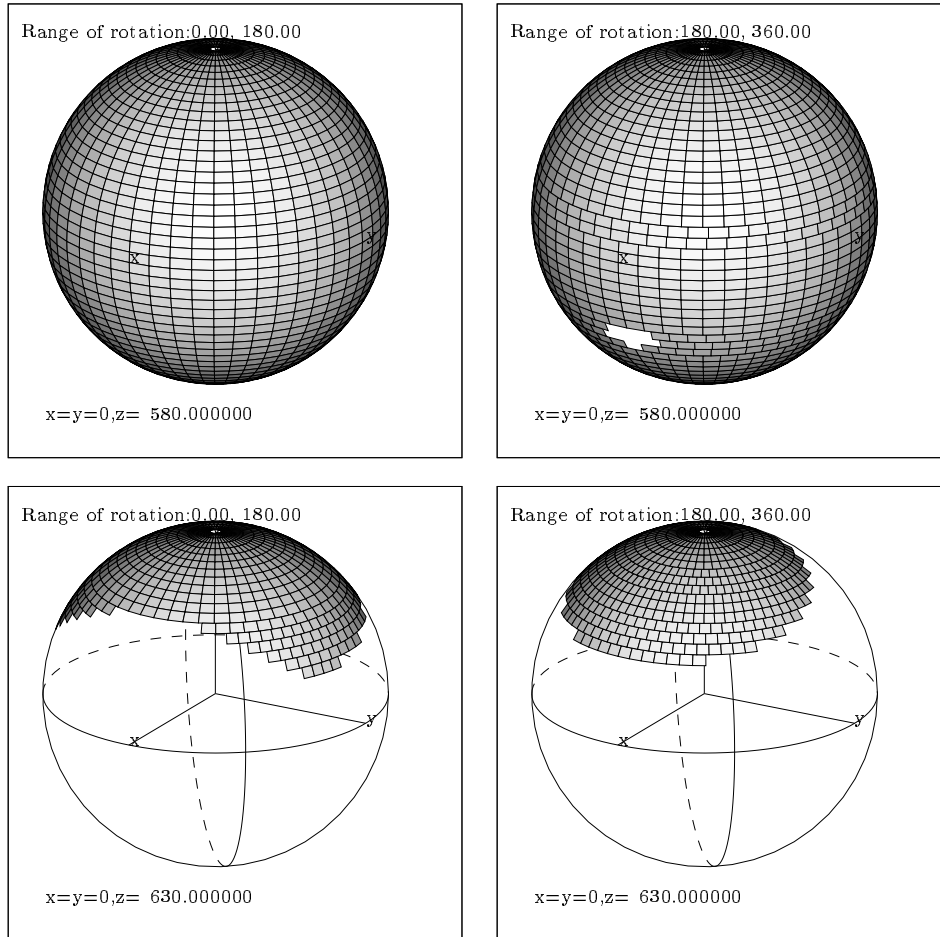 Range of rotation:0.00, 180.00
y
x
x=y=0,z= 580.000000
Range of rotation:180.00, 360.00
y
x
x=y=0,z= 580.000000
Range of rotation:0.00, 180.00
y
x
x=y=0,z= 630.000000
Range of rotation:180.00, 360.00
y
x
x=y=0,z= 630.000000